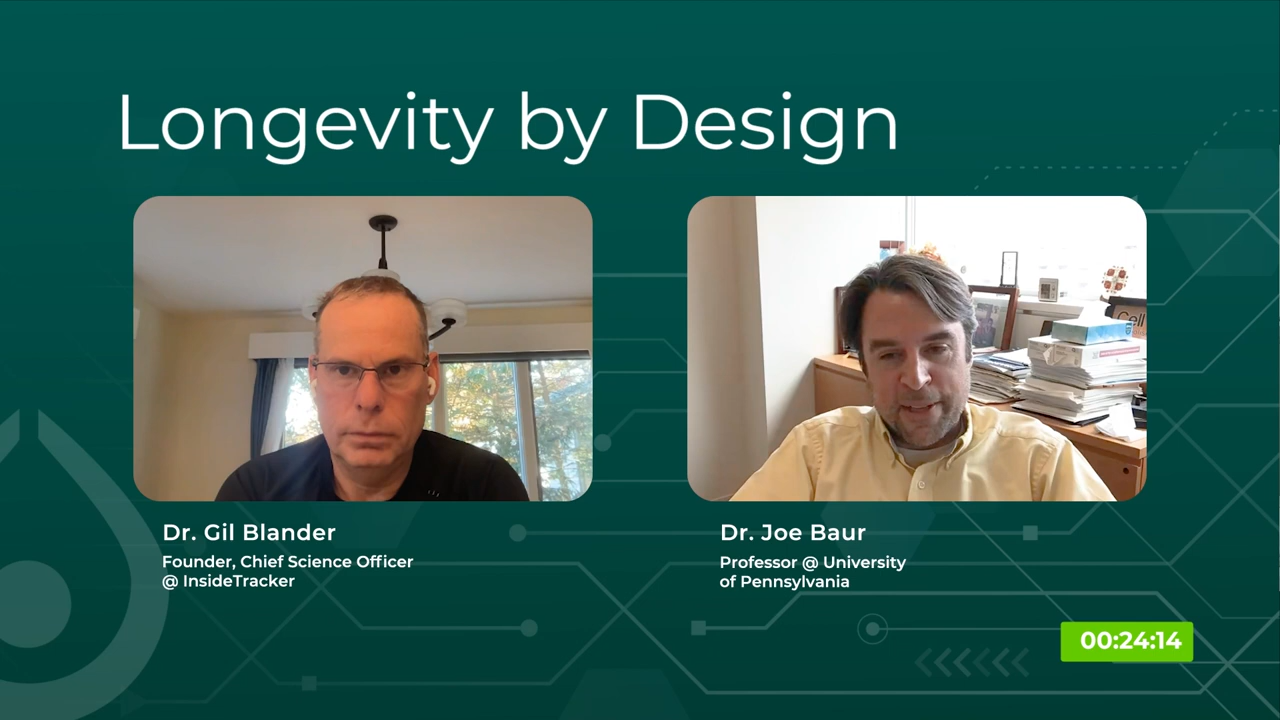 Longevity by Design
Cell
Dr. Gil Blander
Founder, Chief Science Officer
@ InsideTracker
Dr. Joe Baur
Professor @ University
of Pennsylvania
00:24:14